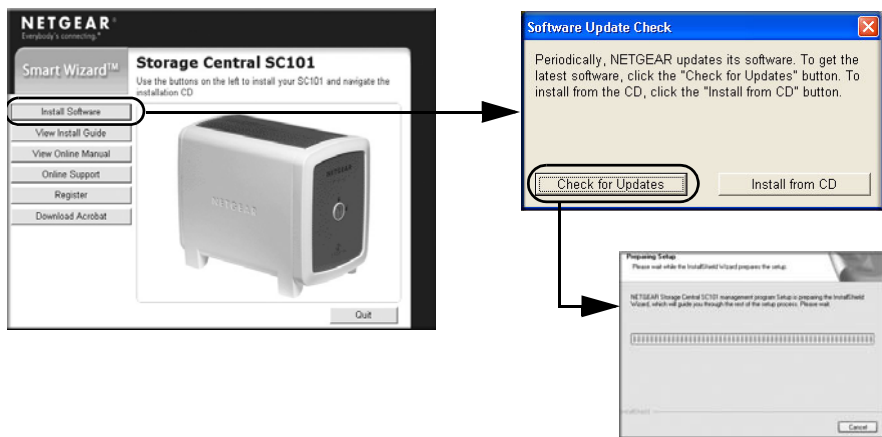 NETGEAR®
Everybody's connecting.®
Smart Wizard™
Storage Central SC101
Use the buttons on the left to install your SC101 and navigate the
installation CD
Install Software
View Install Guide
View Online Manual
Online Support
Register
Download Acrobat
NETGEAR
NETGEAR
Quit
Software Update Check
Periodically, NETGEAR updates its software. To get the
latest software, click the "Check for Updates" button. To
install from the CD, click the "Install from CD" button.
Check for Updates
Install from CD
Preparing Setup
Please wait while the InstallShield Wizard prepares the setup.
NETGEAR Storage Central SC101 management program Setup is preparing the InstallShield
Wizard, which will guide you through the rest of the setup process. Please wait.
InstallShield
Cancel